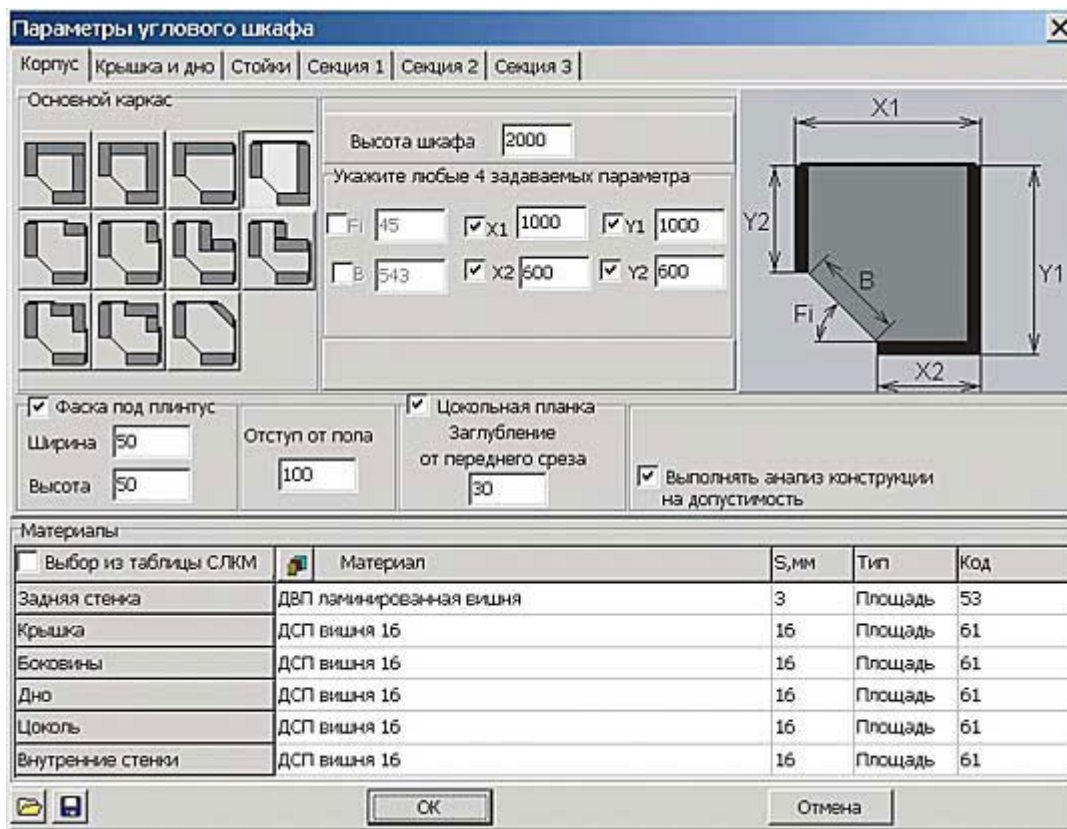 Параметры углового шкафа
Корпус Крышка и дно Стойки Секция 1 Секция 2 Секция 3
Основной каркас
Высота шкафа 2000
Укажите любые 4 задаваемых параметра
Fi 45 X1 1000 Y1 1000
B 543 X2 600 Y2 600
X1
Y2
B
Fi
Y1
X2
Фаска под плинтус
Ширина 50
Высота 50
Отступ от пола
100
Цокольная планка
Заглубление
от переднего среза
30
Выполнять анализ конструкции
на допустимость
Материалы
Выбор из таблицы СЛКМ Материал S,мм Тип Код
Задняя стенка ДВП ламинированная вишня 3 Площадь 53
Крышка ДСП вишня 16 16 Площадь 61
Боковины ДСП вишня 16 16 Площадь 61
Дно ДСП вишня 16 16 Площадь 61
Цоколь ДСП вишня 16 16 Площадь 61
Внутренние стенки ДСП вишня 16 16 Площадь 61
OK Отмена